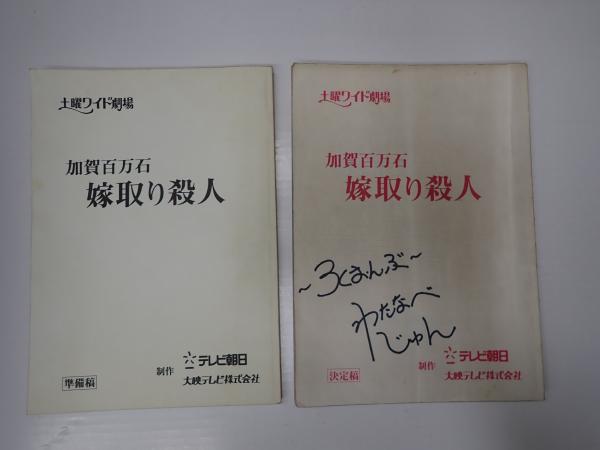 土曜ワイド劇場
加賀百万石
嫁取り殺人
準備稿
制作
テレビ朝日
大映テレビ株式会社
土曜ワイド劇場
加賀百万石
嫁取り殺人
~ろくまんぶ~
わたなべ
じゅん
決定稿
制作
テレビ朝日
大映テレビ株式会社